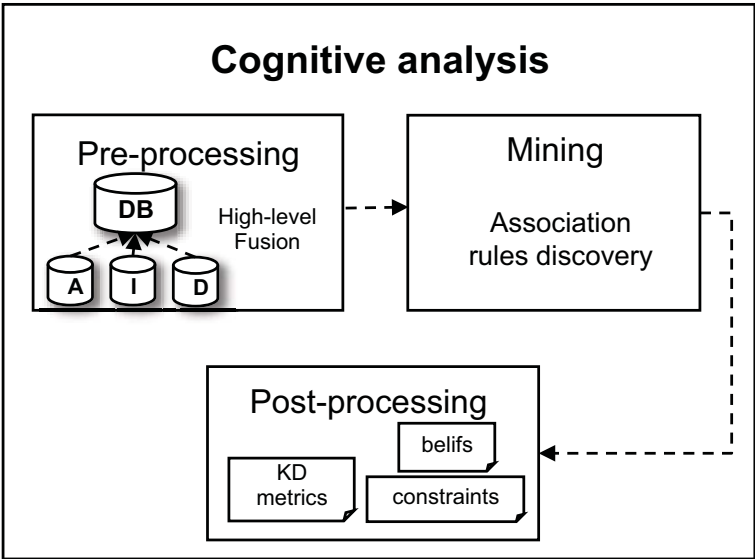 Cognitive analysis
Pre-processing
DB
High-level
Fusion
A
I
D
Mining
Association
rules discovery
Post-processing
belifs
KD
metrics
constraints